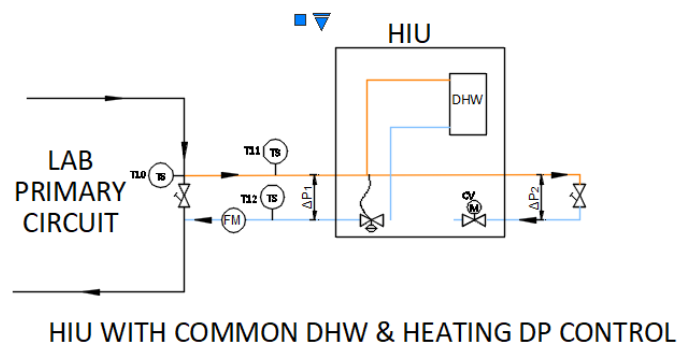 HIU
DHW
LAB
PRIMARY
CIRCUIT
T10
TS
T11
TS
T12
TS
FM
ΔP1
CV
M
ΔP2
HIU WITH COMMON DHW & HEATING DP CONTROL